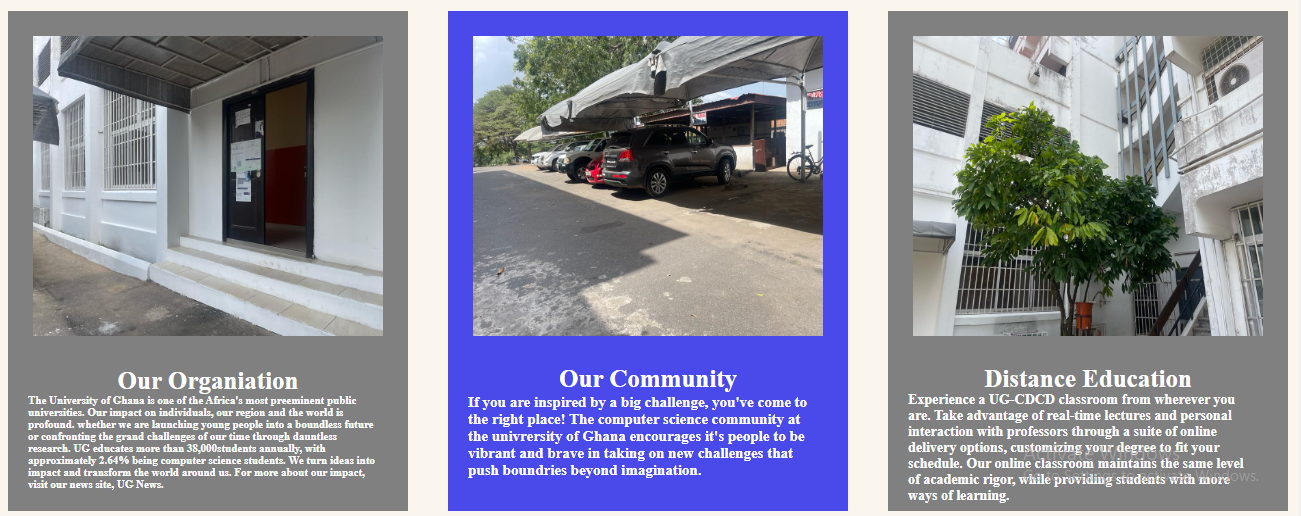 Our Organiation
The University of Ghana is one of the Africa's most preeminent public
universities. Our impact on individuals, our region and the world is
profound. whether we are launching young people into a boundless future
or confronting the grand challenges of our time through dauntless
research. UG educates more than 38,000students annually, with
approximately 2.64% being computer science students. We turn ideas into
impact and transform the world around us. For more about our impact,
visit our news site, UG News.
Our Community
If you are inspired by a big challenge, you've come to
the right place! The computer science community at
the univrersity of Ghana encourages it's people to be
vibrant and brave in taking on new challenges that
push boundries beyond imagination.
Distance Education
Experience a UG-CDCD classroom from wherever you
are. Take advantage of real-time lectures and personal
interaction with professors through a suite of online
delivery options, customizing your degree to fit your
schedule. Our online classroom maintains the same level
of academic rigor, while providing students with more
ways of learning.
Activate Windows
Go to Settings to activate Windows.